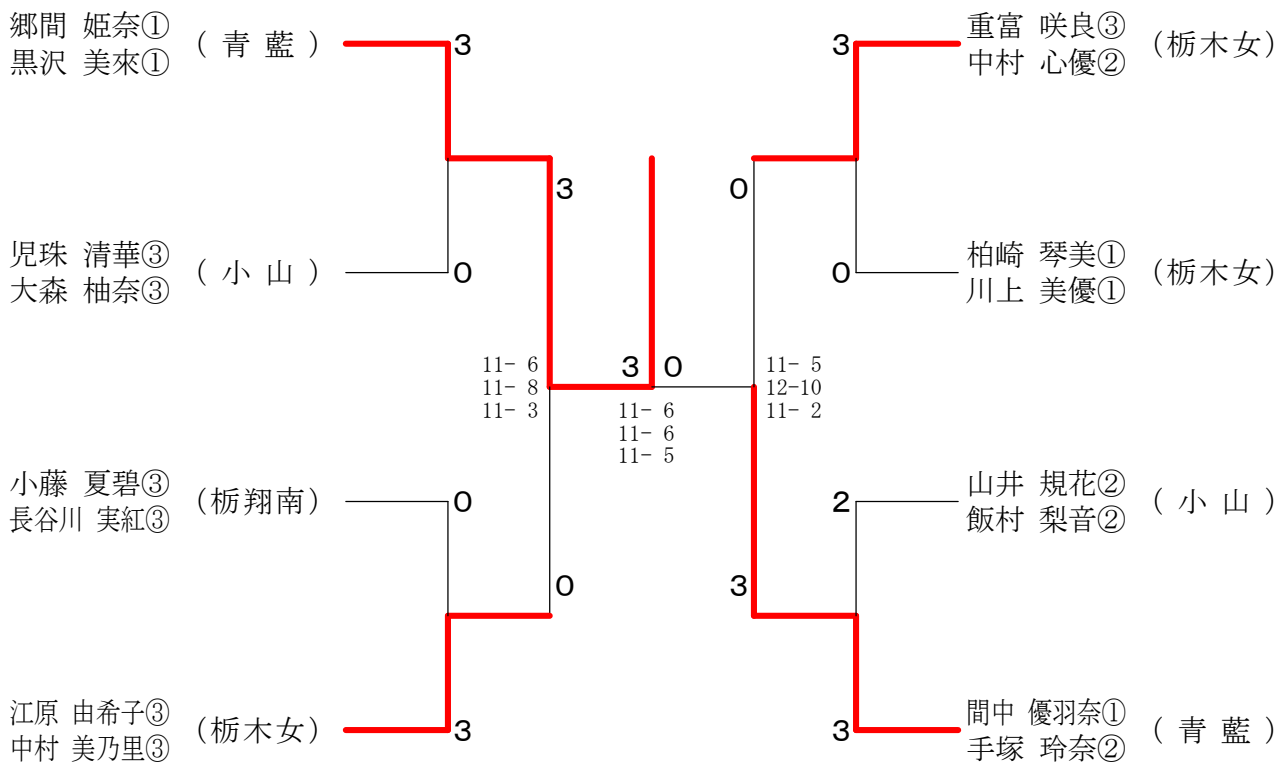 郷間 姫奈①
黒沢 美來①
(青藍)
3
児珠 清華③
大森 柚奈③
(小山)
0
小藤 夏碧③
長谷川 実紅③
(栃翔南)
0
江原 由希子③
中村 美乃里③
(栃木女)
3
3
0
11- 6
11- 8
11- 3
3 0
11- 6
11- 6
11- 5
0
3
11- 5
12-10
11- 2
3
重富 咲良③
中村 心優②
(栃木女)
0
柏崎 琴美①
川上 美優①
(栃木女)
2
山井 規花②
飯村 梨音②
(小山)
3
間中 優羽奈①
手塚 玲奈②
(青藍)